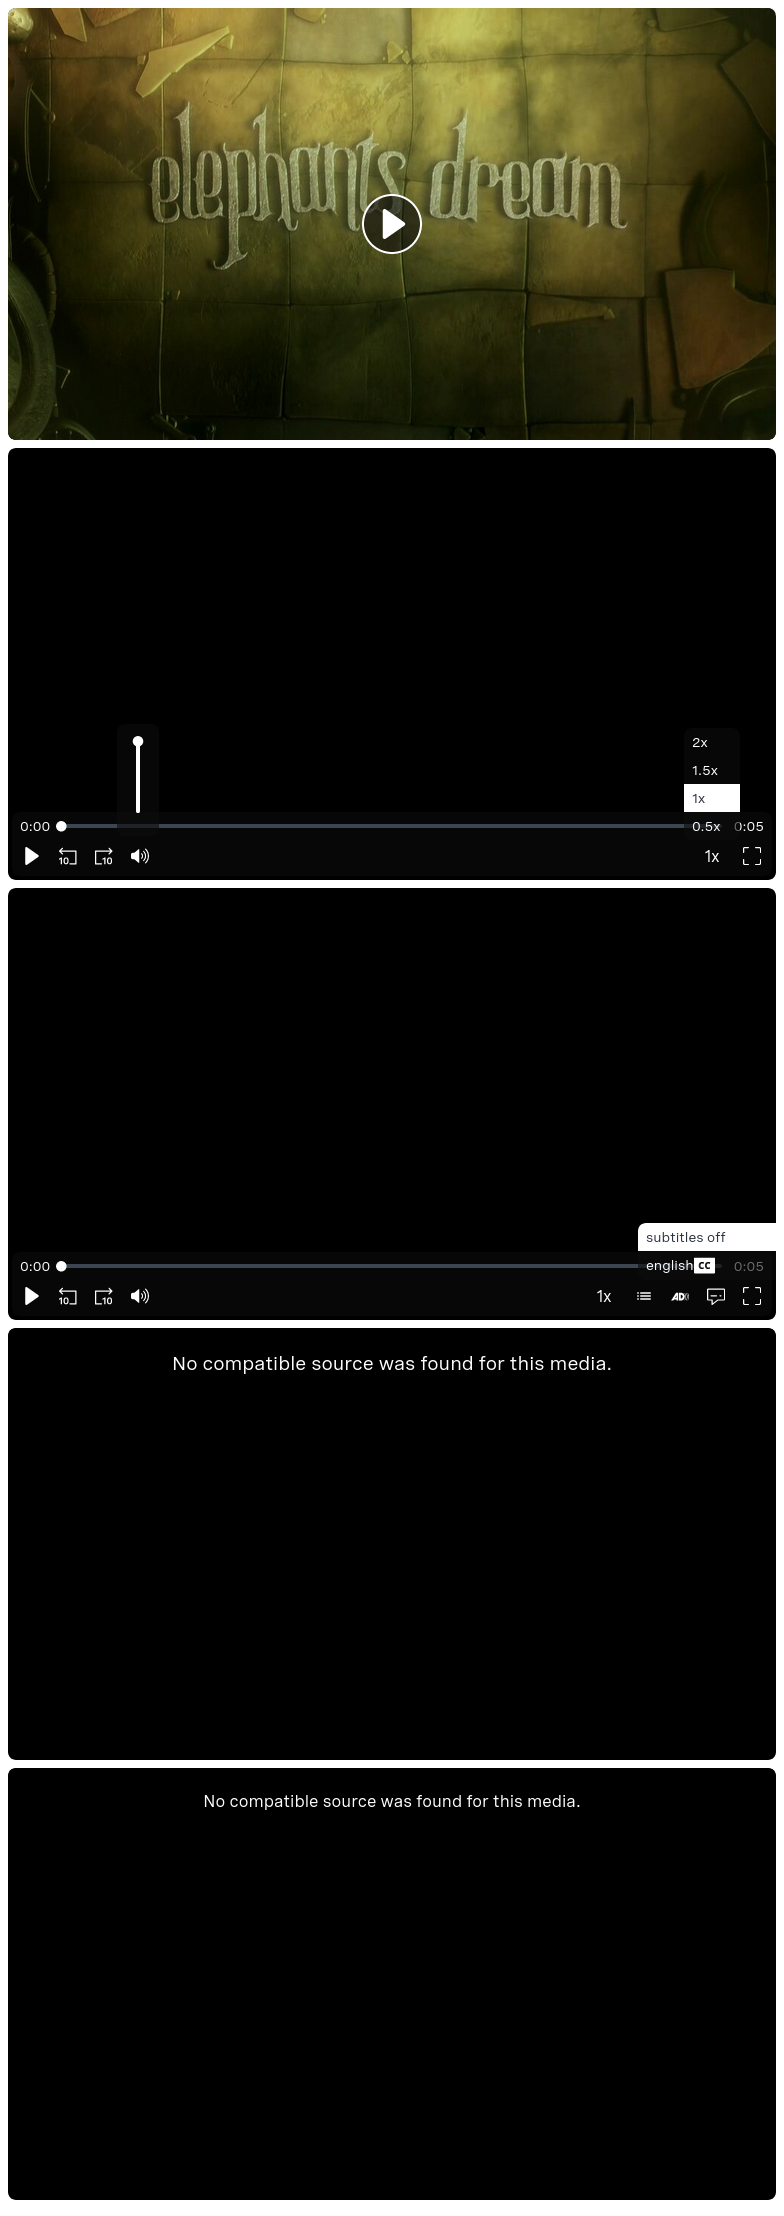 elephants dream
2x
1.5x
1x
0.5x
0:00
0:05
10
10
1x
subtitles off
english CC
0:00
0:05
10
10
1x
AD
No compatible source was found for this media.
No compatible source was found for this media.